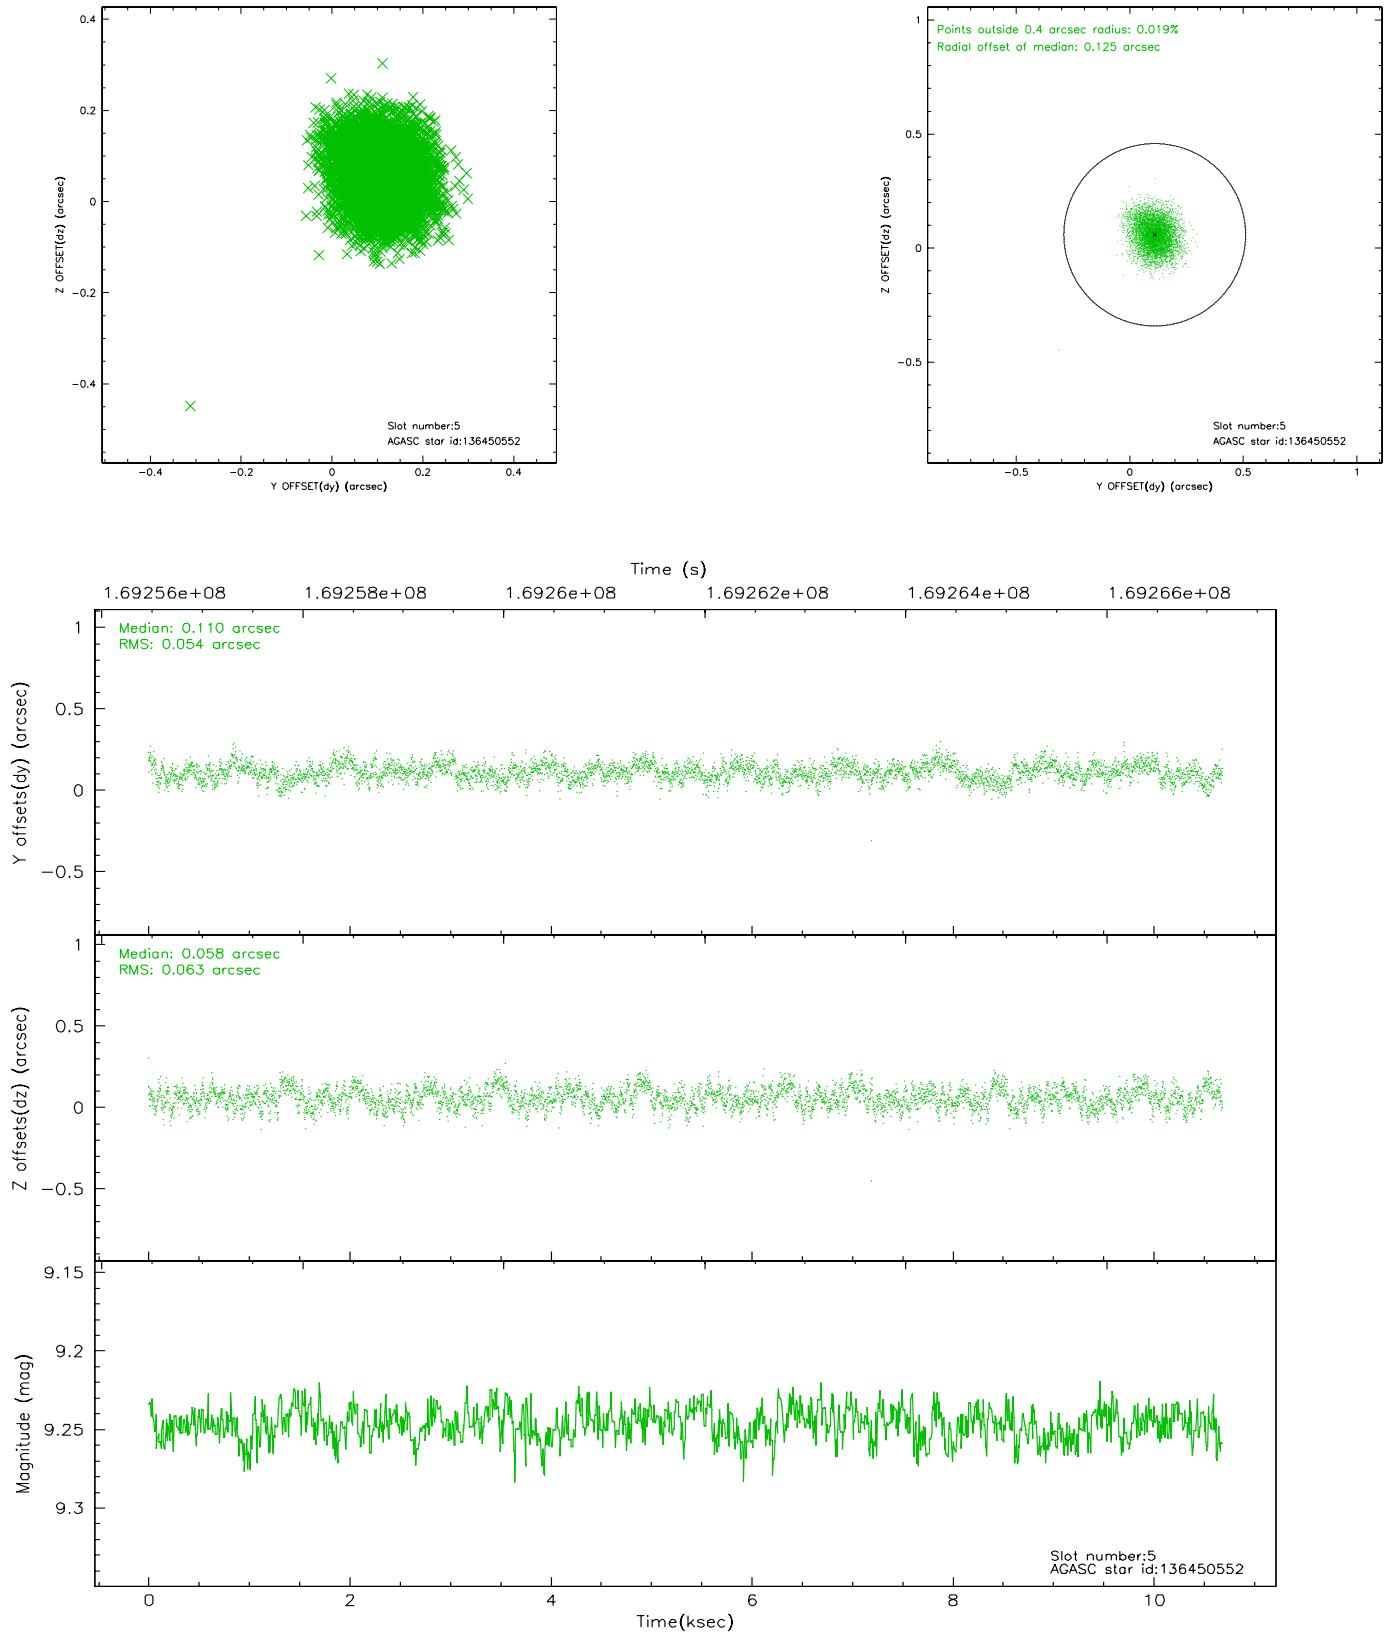 0.4
0.2
0
−0.2
−0.4
Z OFFSET(dz) (arcsec)
Slot number:5
AGASC star id:136450552
−0.4
−0.2
0
0.2
0.4
Y OFFSET(dy) (arcsec)
Points outside 0.4 arcsec radius: 0.019%
Radial offset of median: 0.125 arcsec
1
0.5
0
−0.5
Z OFFSET(dz) (arcsec)
Slot number:5
AGASC star id:136450552
−0.5
0
0.5
1
Y OFFSET(dy) (arcsec)
Time (s)
1.69256e+08
1.69258e+08
1.6926e+08
1.69262e+08
1.69264e+08
1.69266e+08
Median: 0.110 arcsec
RMS: 0.054 arcsec
1
0.5
0
−0.5
Y offsets(dy) (arcsec)
Median: 0.058 arcsec
RMS: 0.063 arcsec
1
0.5
0
−0.5
Z offsets(dz) (arcsec)
9.15
9.2
9.25
9.3
Magnitude (mag)
Slot number:5
AGASC star id:136450552
0
2
4
6
8
10
Time(ksec)